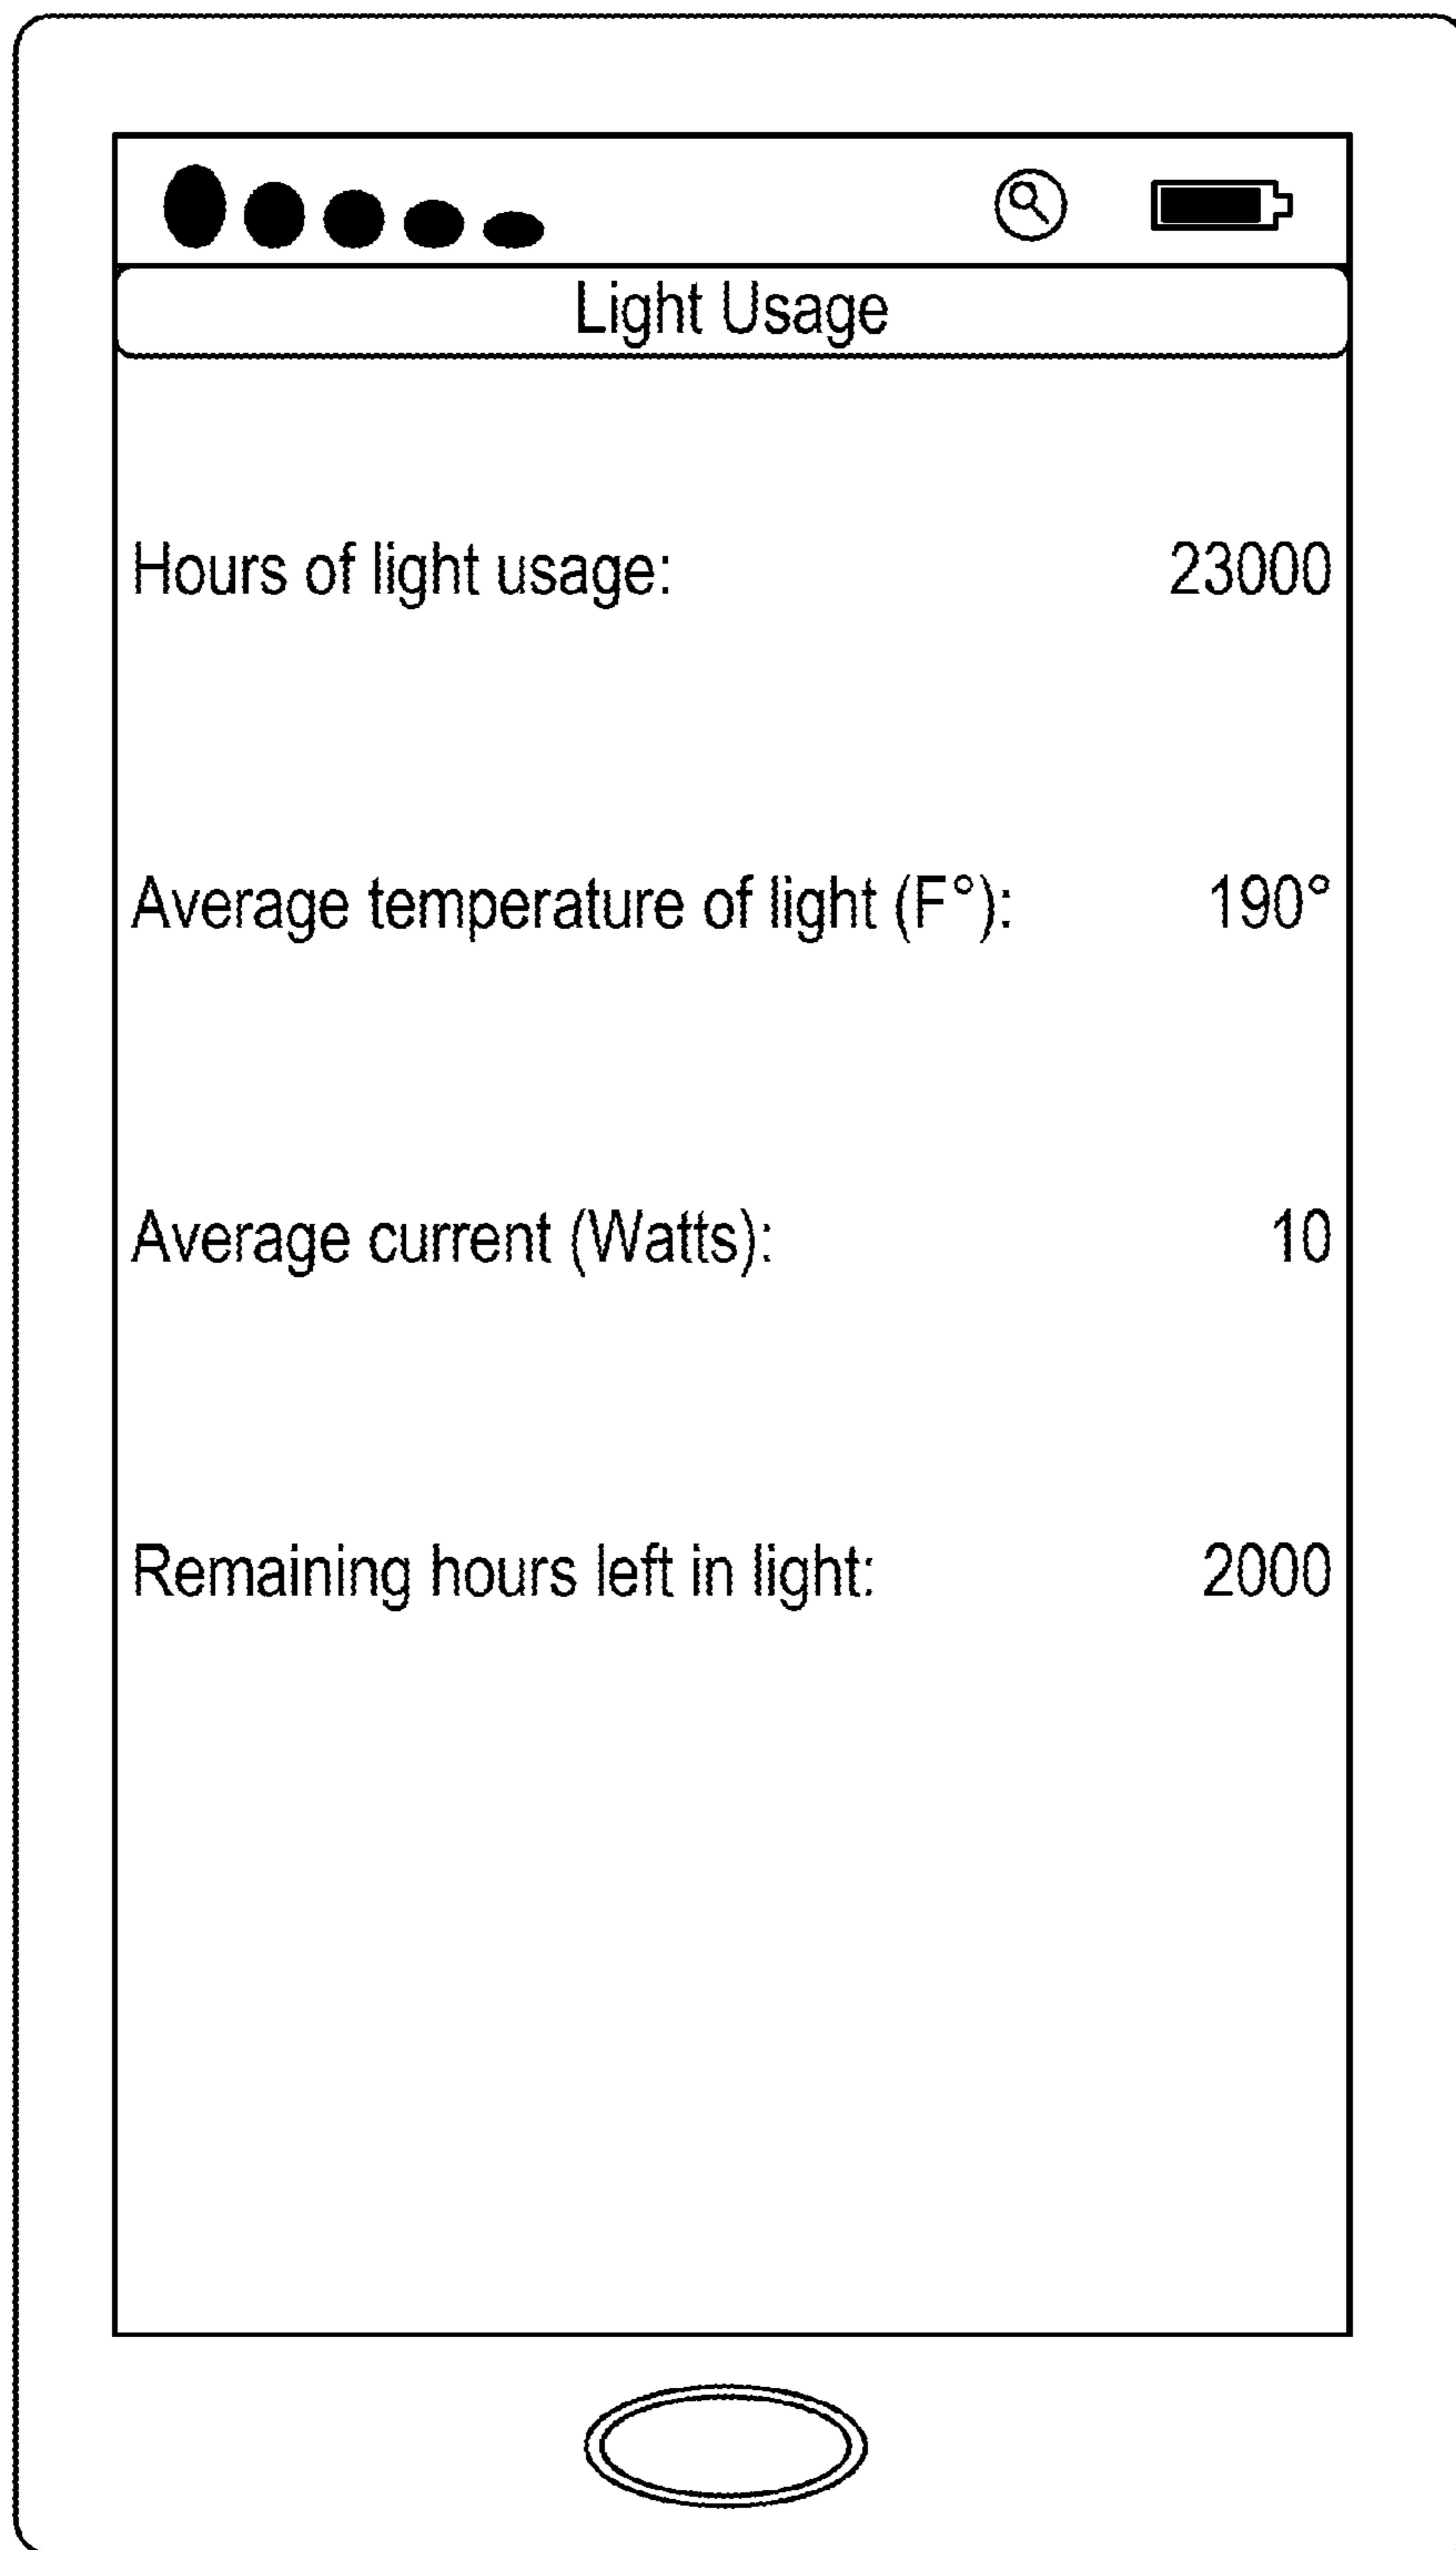 Light Usage
Hours of light usage: 23000
Average temperature of light (F°): 190°
Average current (Watts): 10
Remaining hours left in light: 2000